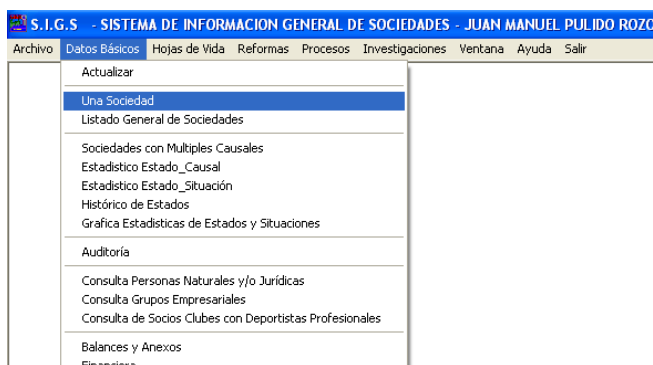 S.I.G.S - SISTEMA DE INFORMACION GENERAL DE SOCIEDADES - JUAN MANUEL PULIDO ROZO
Archivo Datos Básicos Hojas de Vida Reformas Procesos Investigaciones Ventana Ayuda Salir
Actualizar
Una Sociedad
Listado General de Sociedades
Sociedades con Multiples Causales
Estadistico Estado_Causal
Estadistico Estado_Situación
Histórico de Estados
Grafica Estadisticas de Estados y Situaciones
Auditoría
Consulta Personas Naturales y/o Jurídicas
Consulta Grupos Empresariales
Consulta de Socios Clubes con Deportistas Profesionales
Balances y Anexos